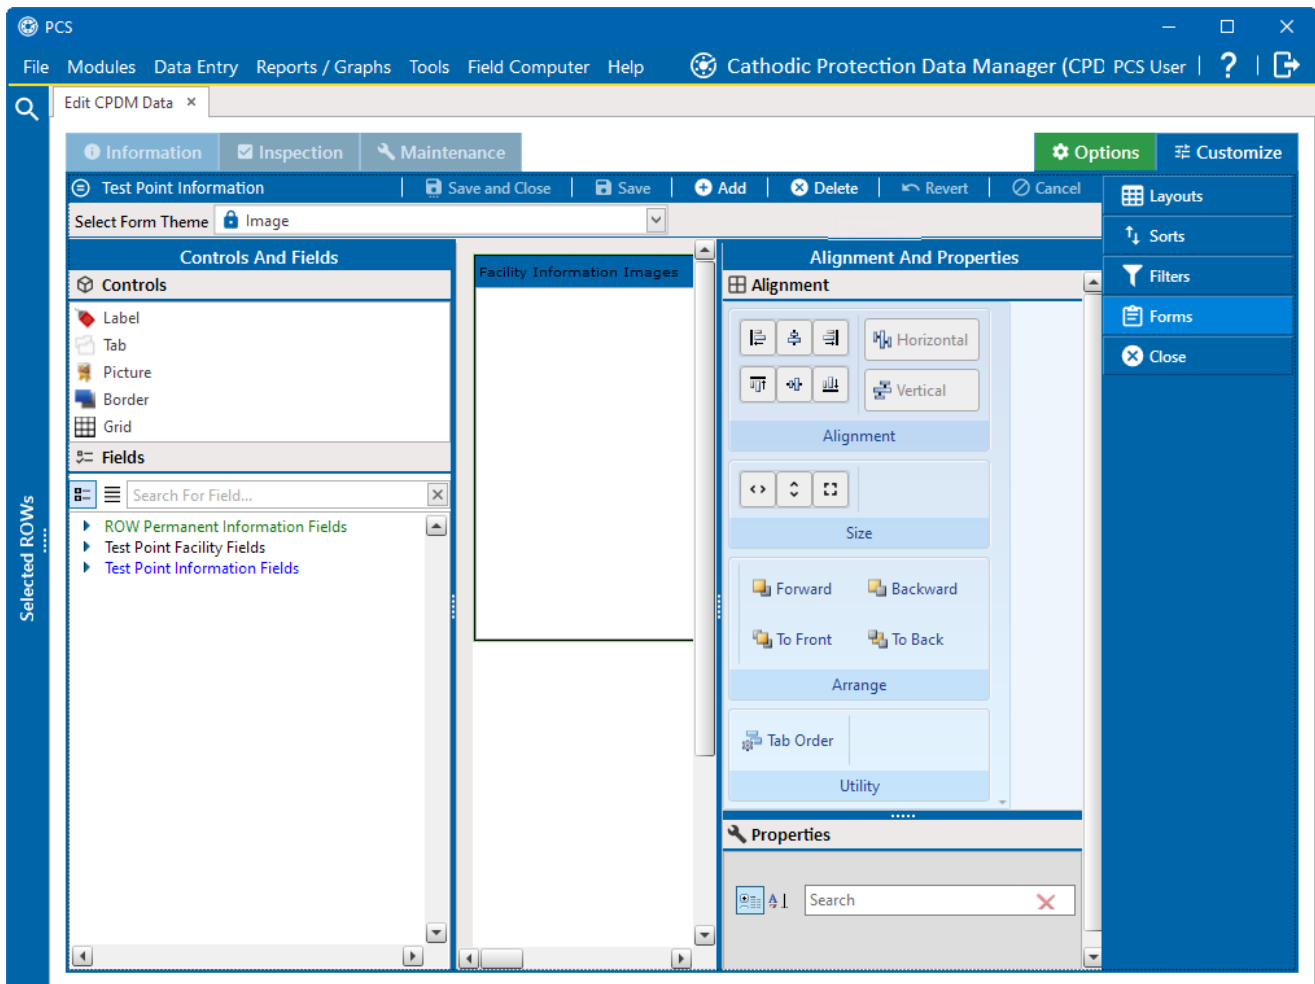 PCS
File Modules Data Entry Reports / Graphs Tools Field Computer Help Cathodic Protection Data Manager (CPD PCS User | ? |
Edit CPDM Data ×
Information Inspection Maintenance Options Customize
Test Point Information | Save and Close | Save | Add | Delete | Revert | Cancel
Select Form Theme Image
Layouts
Sorts
Filters
Forms
Close
Selected ROWs
Controls And Fields
Controls
Label
Tab
Picture
Border
Grid
Fields
Search For Field...
ROW Permanent Information Fields
Test Point Facility Fields
Test Point Information Fields
Facility Information Images
Alignment And Properties
Alignment
Horizontal
Vertical
Alignment
Size
Forward Backward
To Front To Back
Arrange
Tab Order
Utility
Properties
Search